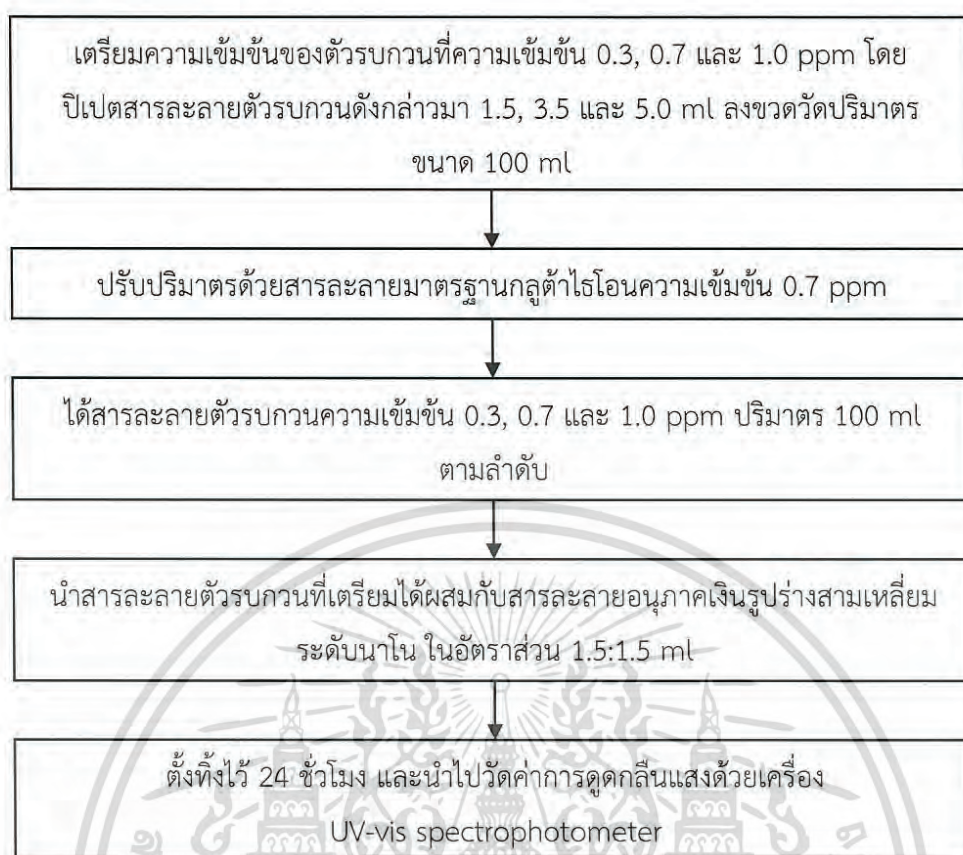 เตรียมความเข้มข้นของตัวรบกวนที่ความเข้มข้น 0.3, 0.7 และ 1.0 ppm โดย
ปิเปตสารละลายตัวรบกวนดังกล่าวมา 1.5, 3.5 และ 5.0 ml ลงขวดวัดปริมาตร
ขนาด 100 ml
ปรับปริมาตรด้วยสารละลายมาตรฐานกลูต้าไธโอนความเข้มข้น 0.7 ppm
ได้สารละลายตัวรบกวนความเข้มข้น 0.3, 0.7 และ 1.0 ppm ปริมาตร 100 ml
ตามลำดับ
นำสารละลายตัวรบกวนที่เตรียมได้ผสมกับสารละลายอนุภาคเงินรูปร่างสามเหลี่ยม
ระดับนาโน ในอัตราส่วน 1.5:1.5 ml
ตั้งทิ้งไว้ 24 ชั่วโมง และนำไปวัดค่าการดูดกลืนแสงด้วยเครื่อง
UV-vis spectrophotometer